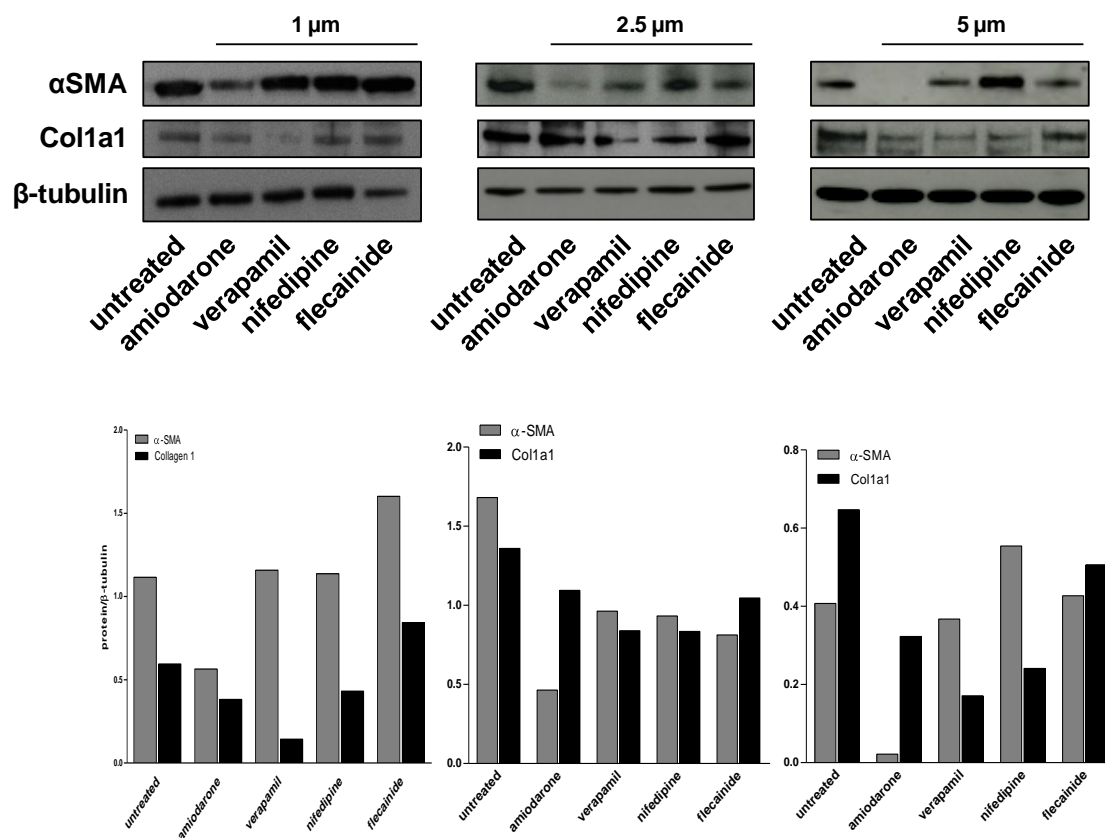 1 µm
2.5 µm
5 µm
αSMA
Col1a1
β-tubulin
untreated
amiodarone
verapamil
nifedipine
flecainide
untreated
amiodarone
verapamil
nifedipine
flecainide
untreated
amiodarone
verapamil
nifedipine
flecainide
protein/β-tubulin
2.0
1.5
1.0
0.5
0.0
α-SMA
Collagen 1
untreated
amiodarone
verapamil
nifedipine
flecainide
2.0
1.5
1.0
0.5
0.0
α-SMA
Col1a1
untreated
amiodarone
verapamil
nifedipine
flecainide
0.8
0.6
0.4
0.2
0.0
α-SMA
Col1a1
untreated
amiodarone
verapamil
nifedipine
flecainide